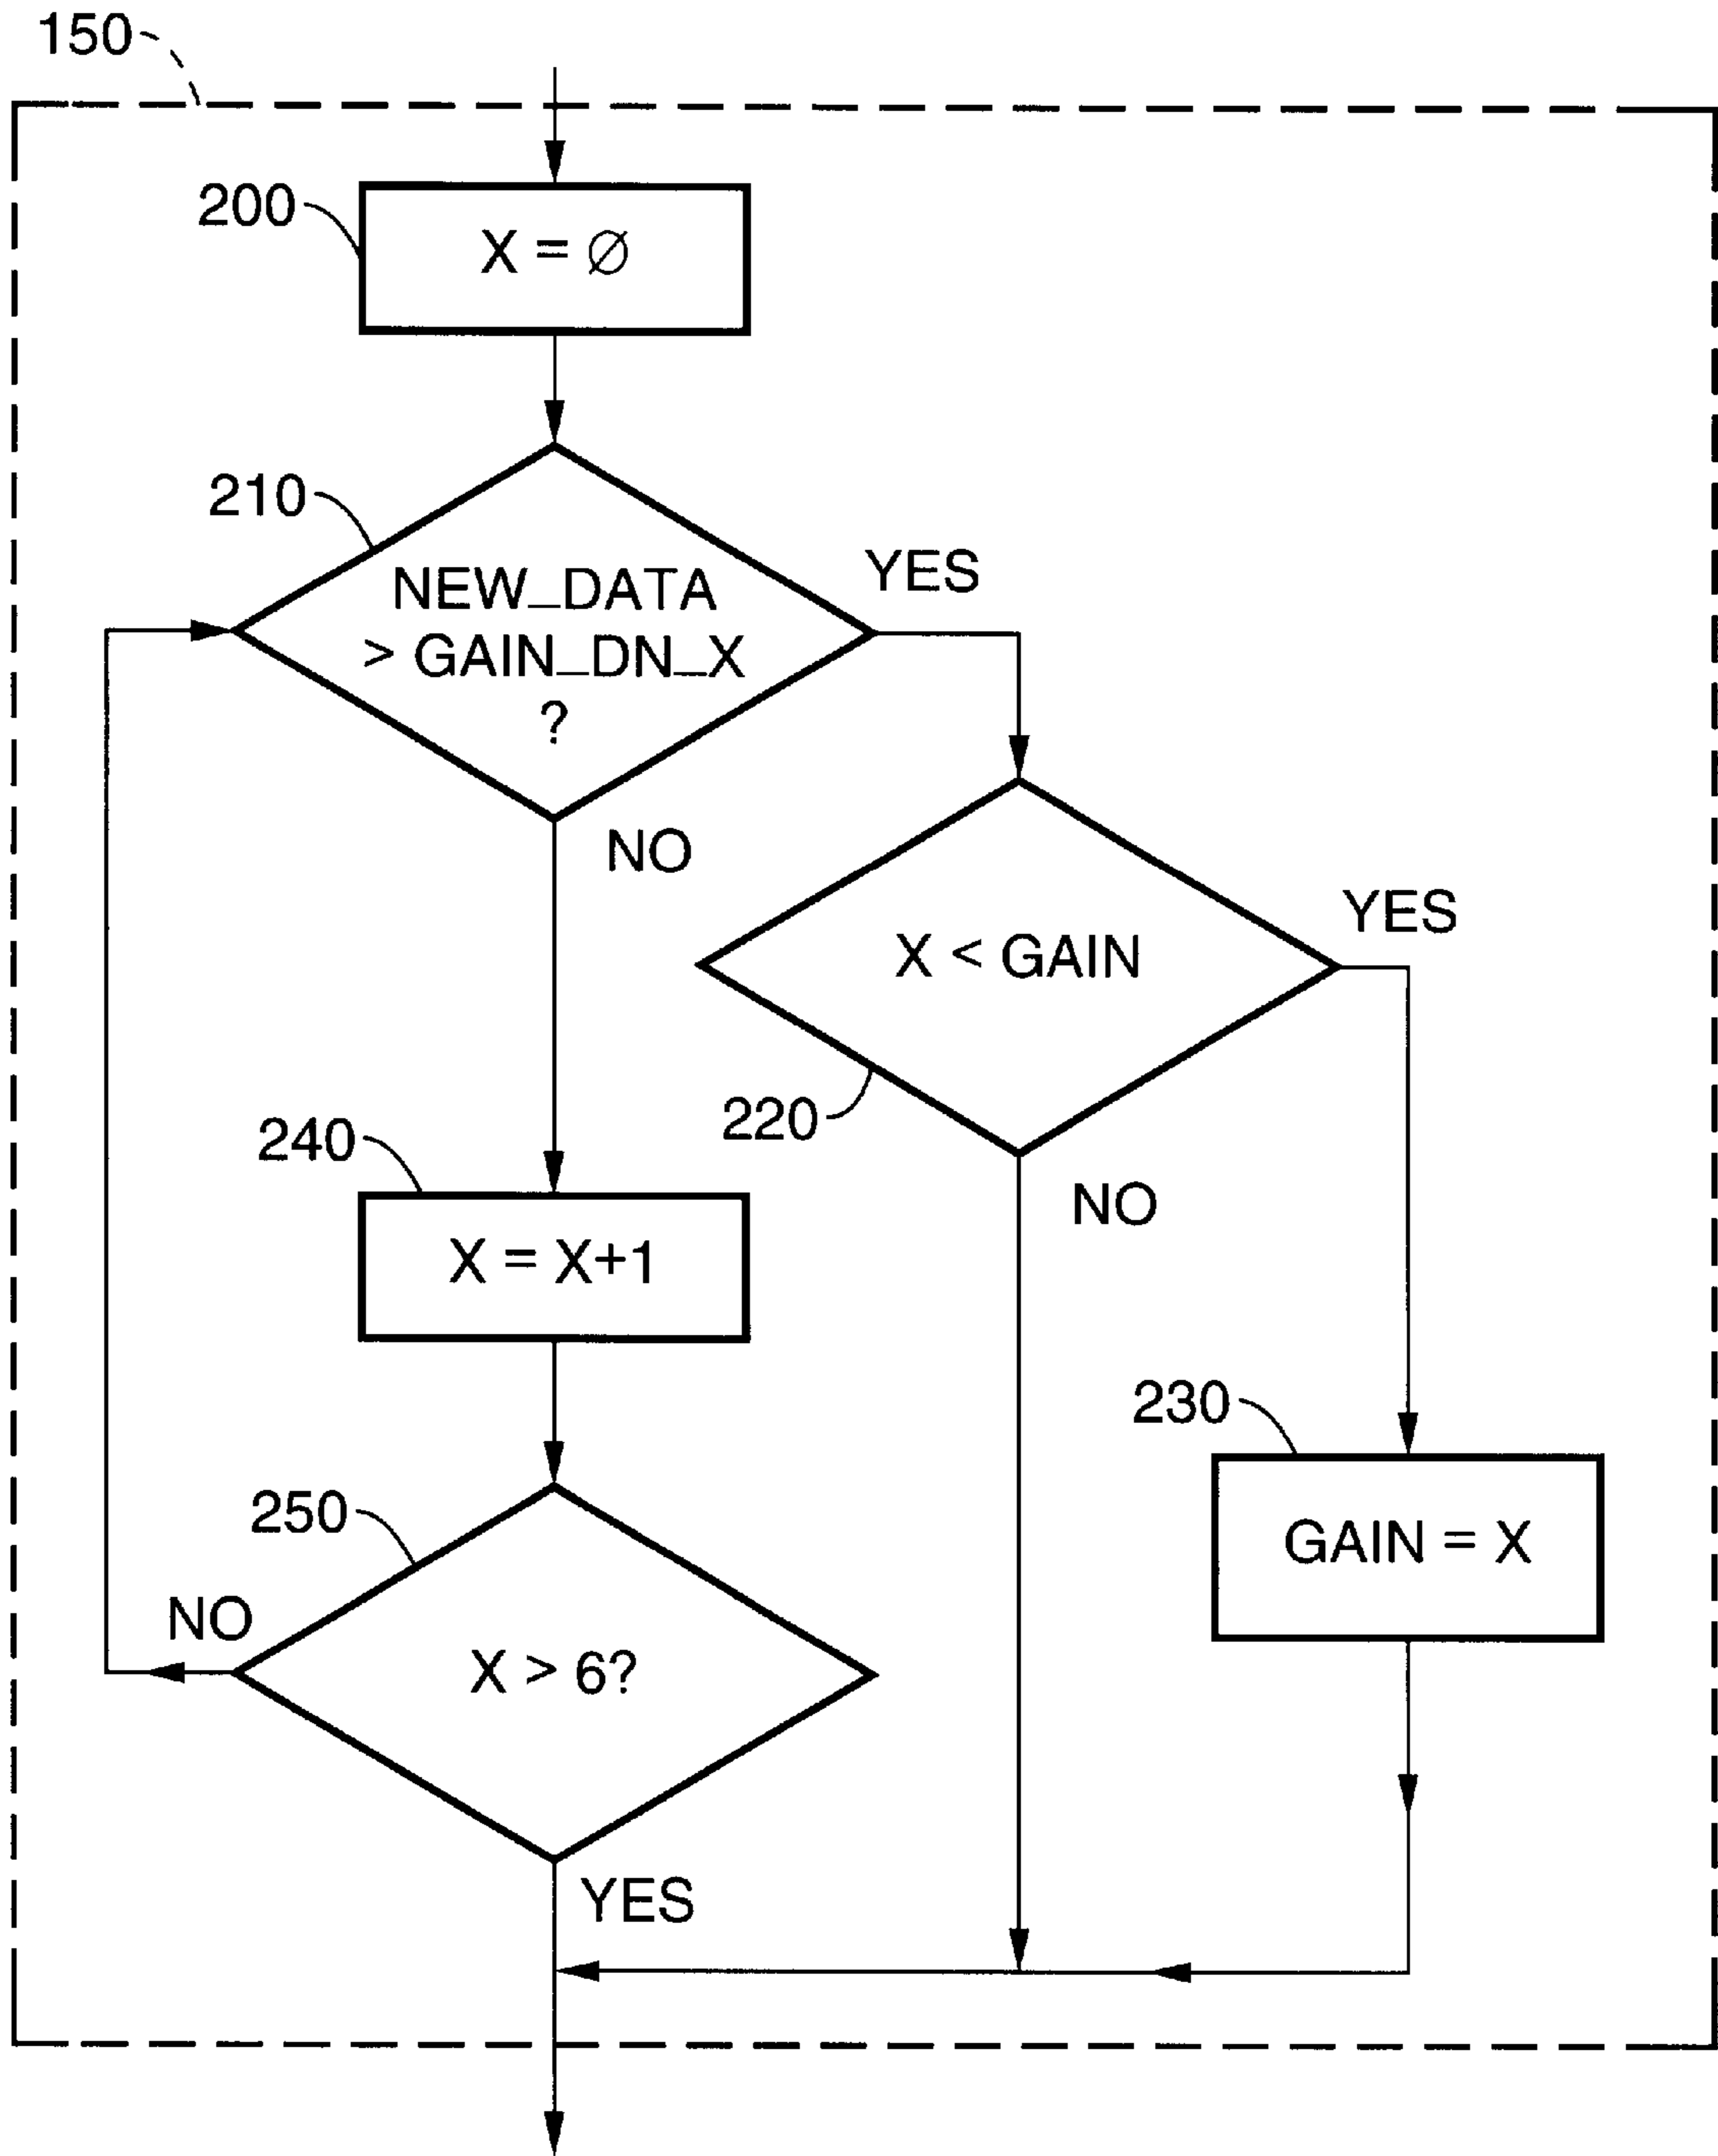 150
200
X = Ø
210
NEW_DATA
> GAIN_DN_X
?
YES
NO
X < GAIN
YES
220
NO
240
X = X+1
230
GAIN = X
250
NO
X > 6?
YES